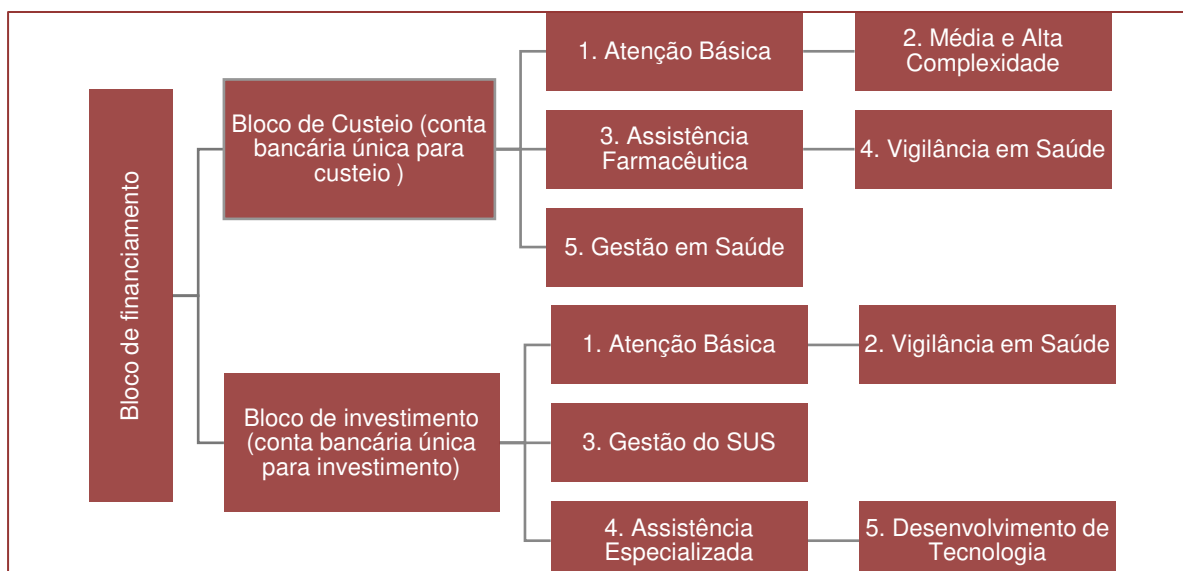 Bloco de financiamento
Bloco de Custeio (conta
bancária única para
custeio )
1. Atenção Básica
2. Média e Alta
Complexidade
3. Assistência
Farmacêutica
4. Vigilância em Saúde
5. Gestão em Saúde
Bloco de investimento
(conta bancária única
para investimento)
1. Atenção Básica
2. Vigilância em Saúde
3. Gestão do SUS
4. Assistência
Especializada
5. Desenvolvimento de
Tecnologia